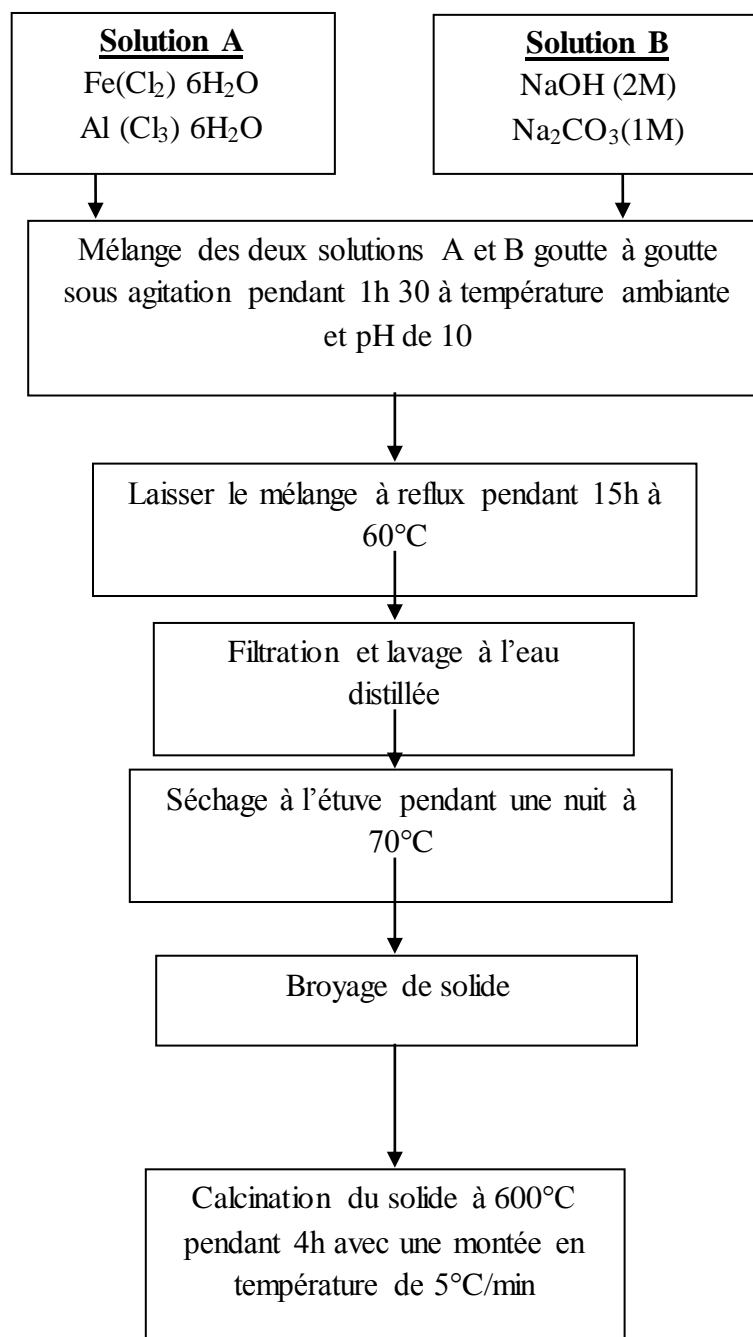 Solution A
Fe(Cl₂) 6H₂O
Al (Cl₃) 6H₂O
Solution B
NaOH (2M)
Na₂CO₃(1M)
Mélange des deux solutions A et B goutte à goutte
sous agitation pendant 1h 30 à température ambiante
et pH de 10
Laisser le mélange à reflux pendant 15h à
60°C
Filtration et lavage à l’eau
distillée
Séchage à l’étuve pendant une nuit à
70°C
Broyage de solide
Calcination du solide à 600°C
pendant 4h avec une montée en
température de 5°C/min